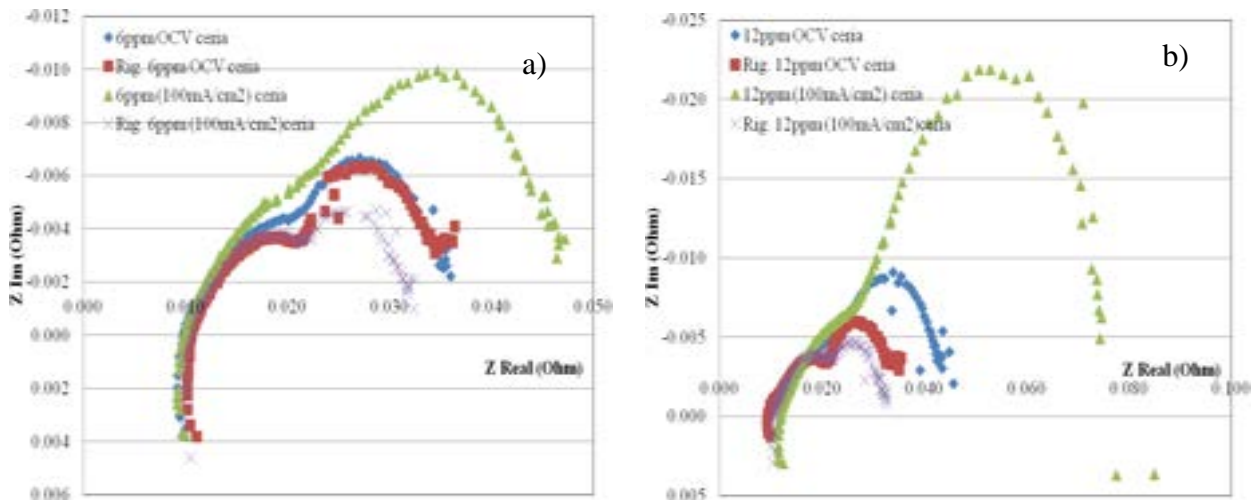 -0.012
-0.010
-0.008
-0.006
-0.004
-0.002
0.000
0.002
0.004
0.006
Z Im (Ohm)
0.000 0.010 0.020 0.030 0.040 0.050
Z Real (Ohm)
6ppm OCV ceria
Rig. 6ppm OCV ceria
6ppm (100mA/cm2) ceria
Rig. 6ppm (100mA/cm2)ceria
a)
-0.025
-0.020
-0.015
-0.010
-0.005
0.000
0.005
Z Im (Ohm)
0.000 0.020 0.040 0.060 0.080 0.100
Z Real (Ohm)
12ppm OCV ceria
Rig. 12ppm OCV ceria
12ppm (100mA/cm2) ceria
Rig. 12ppm (100mA/cm2)ceria
b)